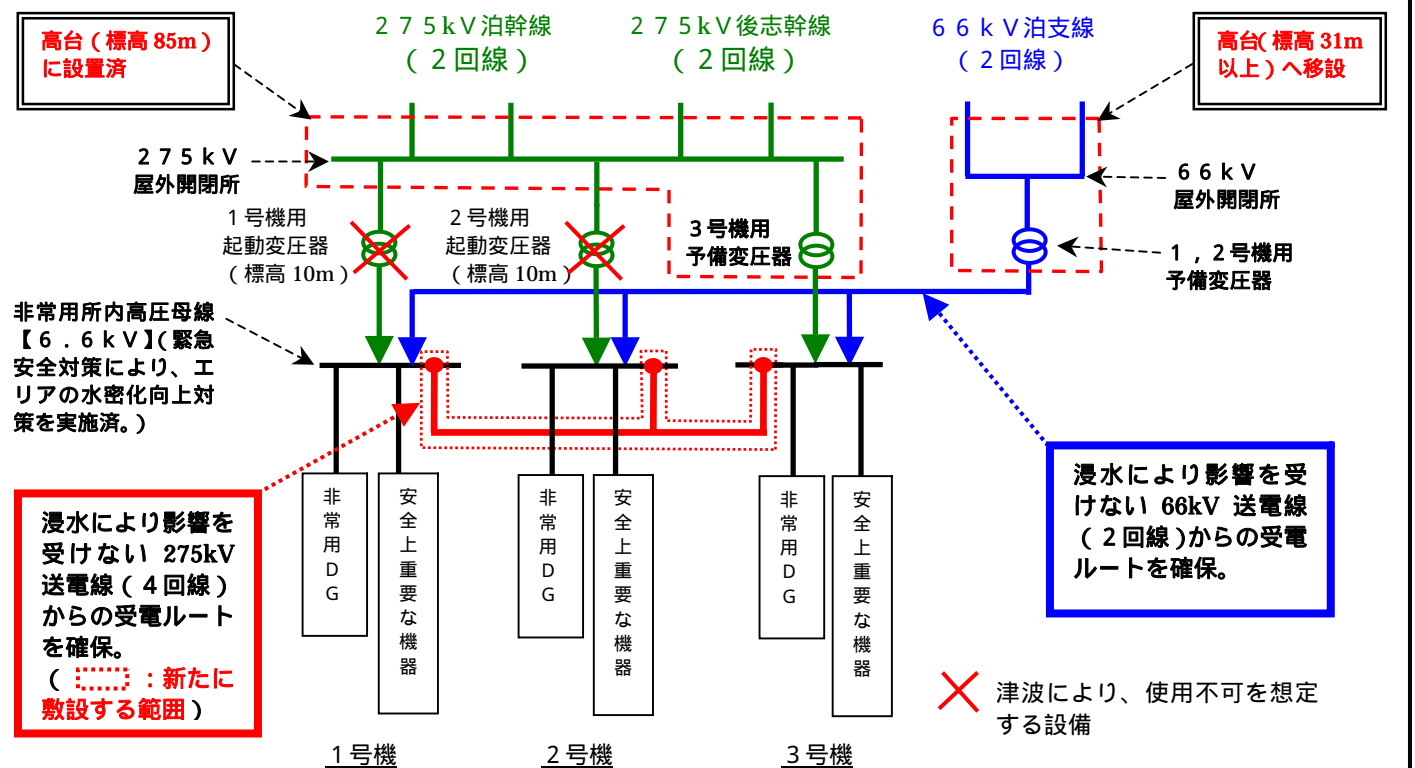 高台（標高 85m）
に設置済
２７５kＶ泊幹線
（２回線）
２７５kＶ後志幹線
（２回線）
６６ｋＶ泊支線
（２回線）
高台（標高 31m
以上）へ移設
２７５ｋＶ
屋外開閉所
６６ｋＶ
屋外開閉所
１号機用
起動変圧器
（標高 10m）
２号機用
起動変圧器
（標高 10m）
３号機用
予備変圧器
１，２号機用
予備変圧器
非常用所内高圧母線
【６．６ｋＶ】（緊急
安全対策により、エ
リアの水密化向上対
策を実施済。）
浸水により影響を
受けない 275kV
送電線（４回線）
からの受電ルート
を確保。
（ ：新たに
敷設する範囲）
浸水により影響を受
けない 66kV 送電線
（２回線）からの受電
ルートを確保。
非常用ＤＧ
安全上重要な機器
非常用ＤＧ
安全上重要な機器
非常用ＤＧ
安全上重要な機器
津波により、使用不可を想定
する設備
１号機
２号機
３号機